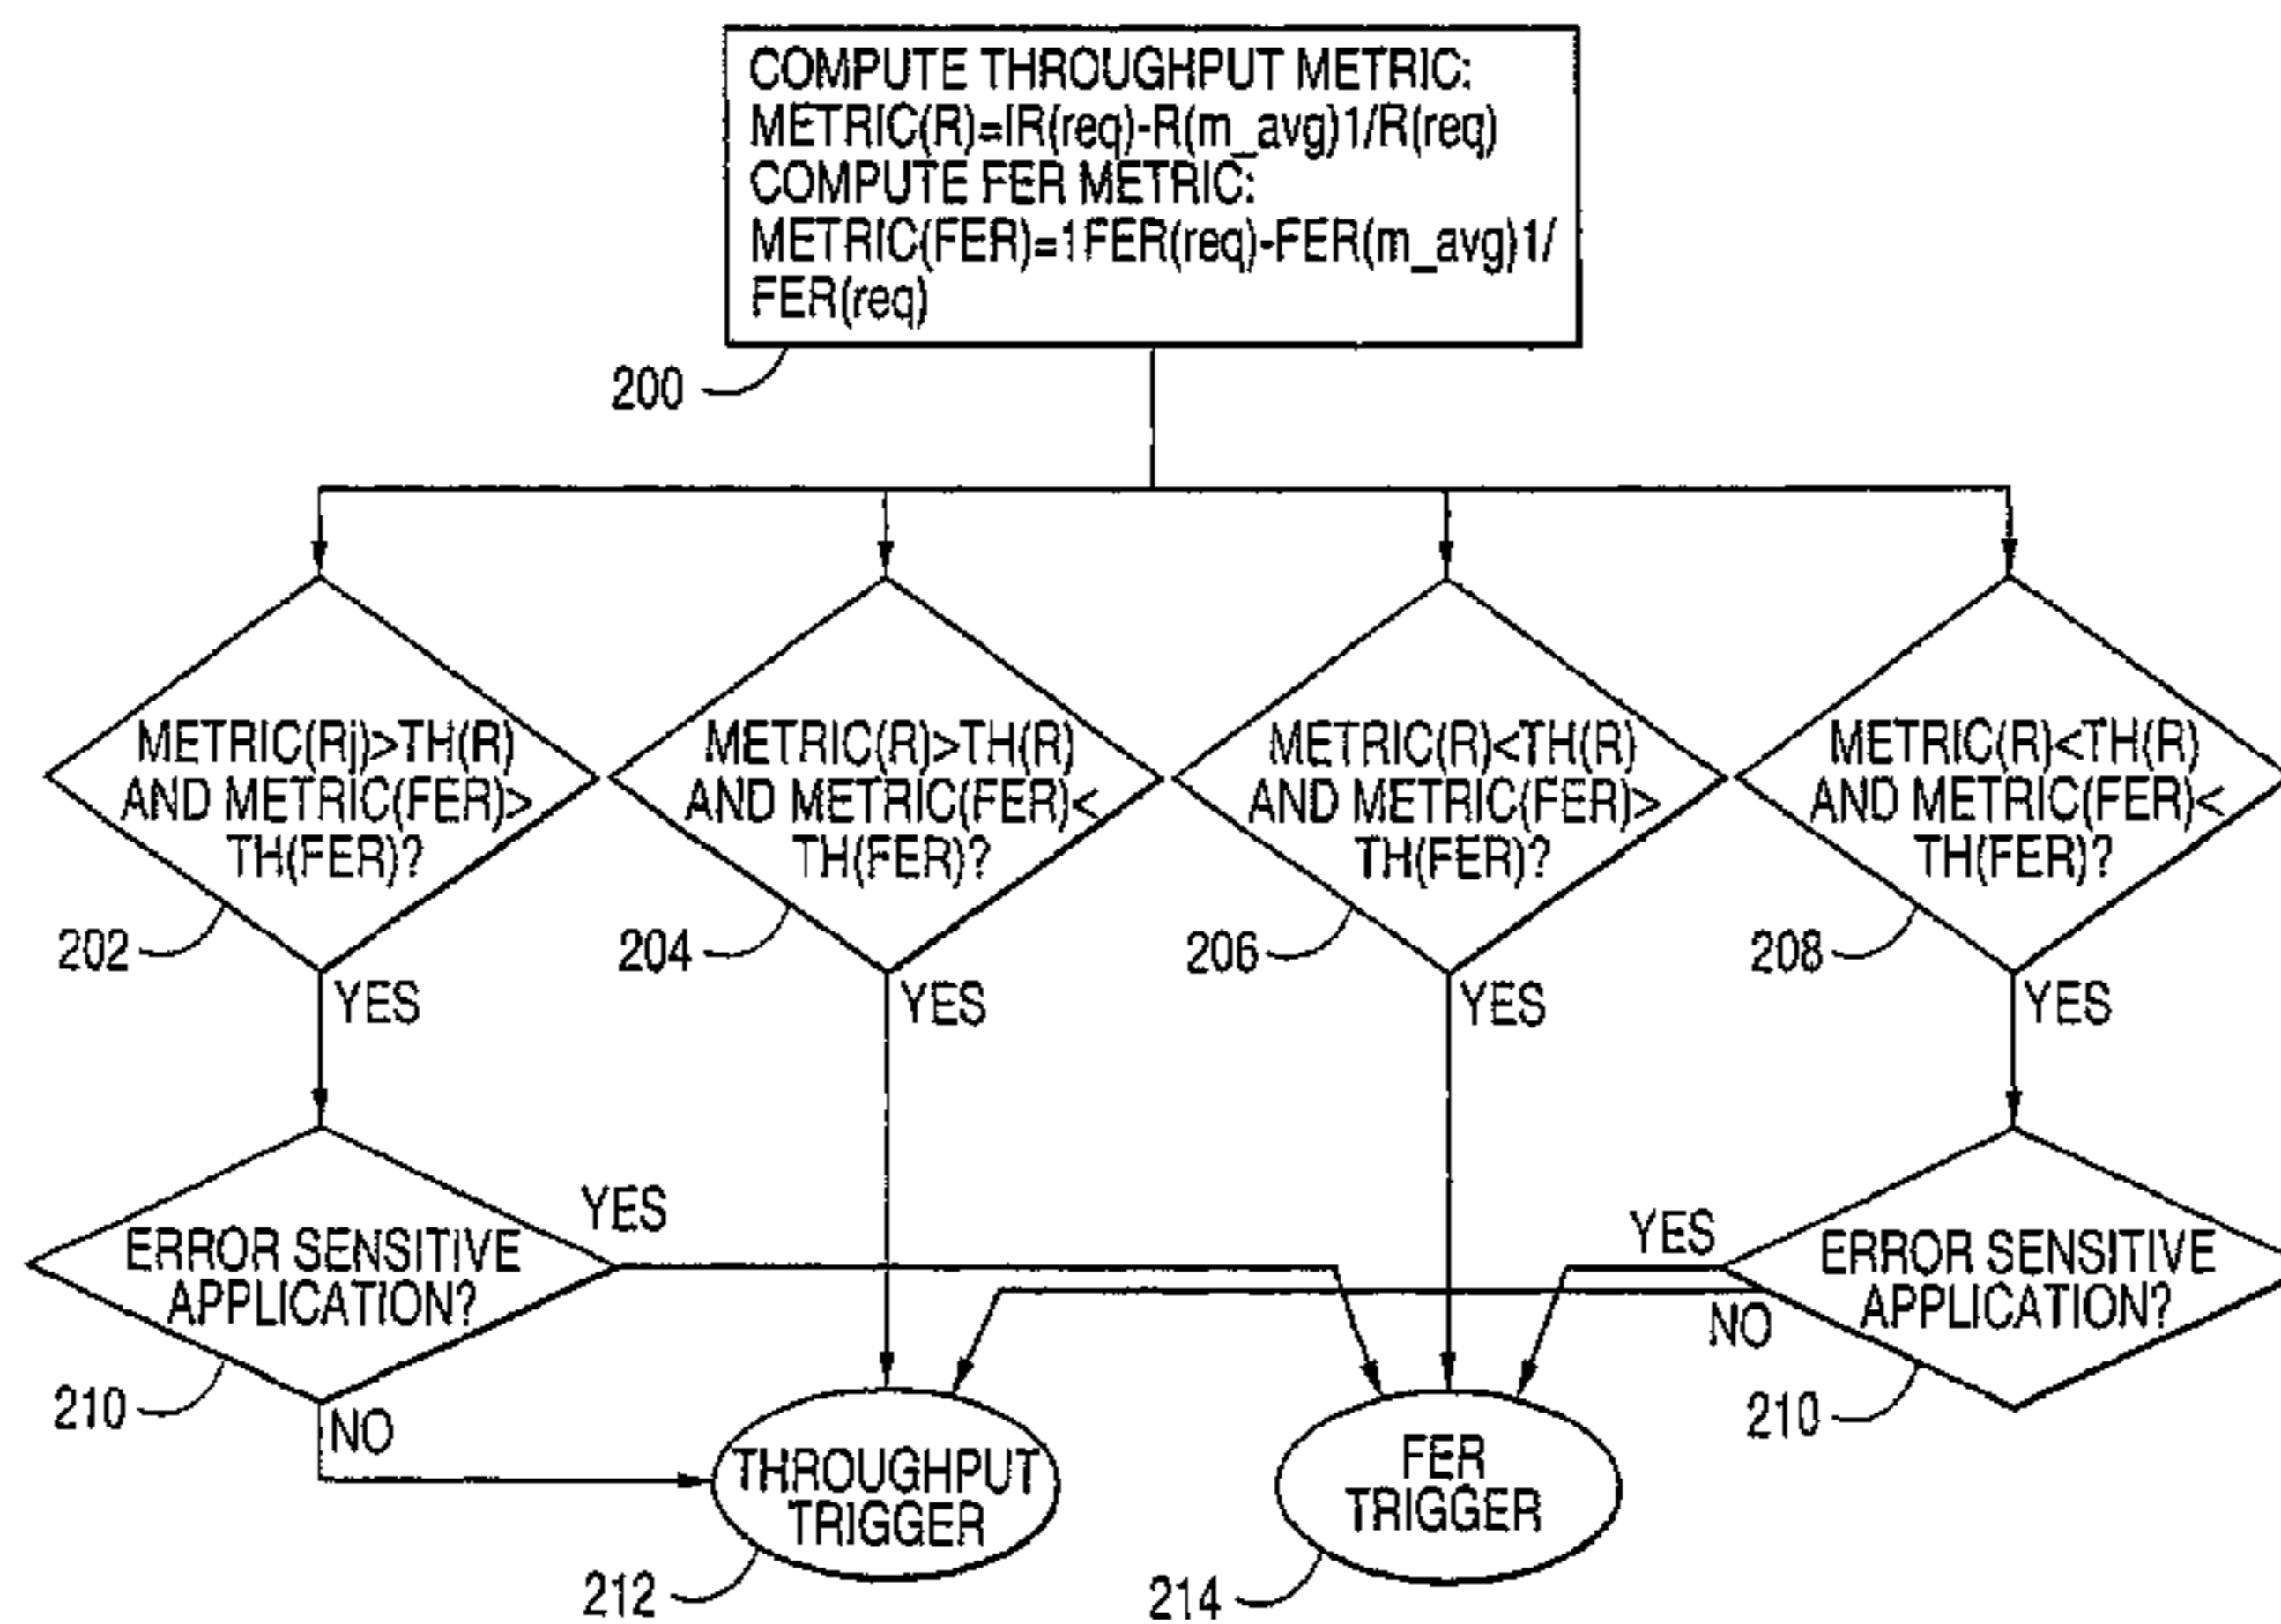 COMPUTE THROUGHPUT METRIC:
METRIC(R)=IR(req)-R(m_avg)1/R(req)
COMPUTE FER METRIC:
METRIC(FER)=1FER(req)-FER(m_avg)1/
FER(req)
200
METRIC(Rj)>TH(R)
AND METRIC(FER)>
TH(FER)?
202
YES
METRIC(R)>TH(R)
AND METRIC(FER)<
TH(FER)?
204
YES
METRIC(R)<TH(R)
AND METRIC(FER)>
TH(FER)?
206
YES
METRIC(R)<TH(R)
AND METRIC(FER)<
TH(FER)?
208
YES
ERROR SENSITIVE
APPLICATION?
YES
210
NO
YES
ERROR SENSITIVE
APPLICATION?
NO
210
THROUGHPUT
TRIGGER
212
FER
TRIGGER
214